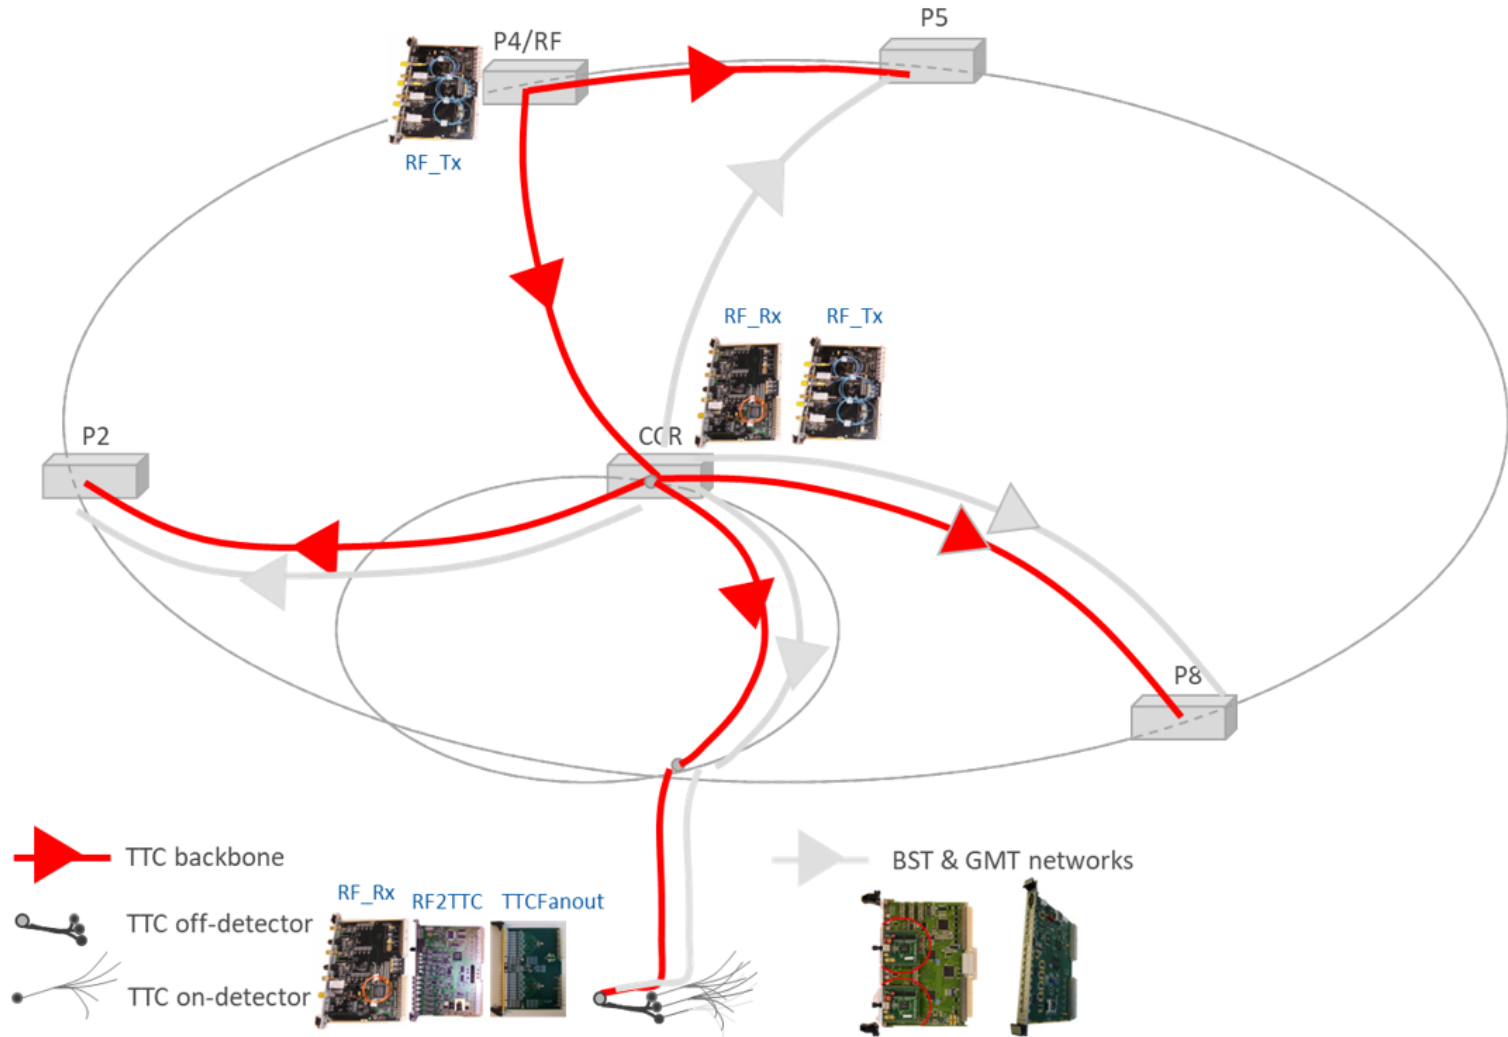 P5
P4/RF
RF_Tx
RF_Rx
RF_Tx
P2
CCR
P8
TTC backbone
BST & GMT networks
RF_Rx
RF2TTC
TTCFanout
TTC off-detector
TTC on-detector